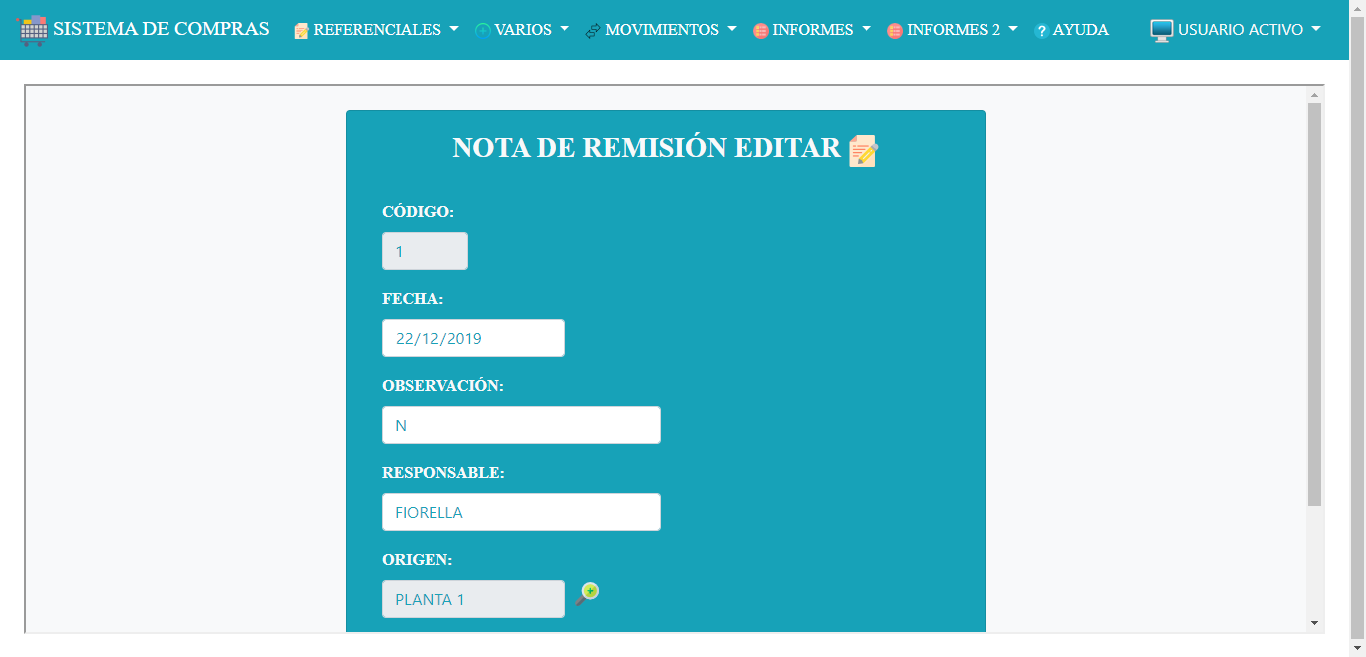 SISTEMA DE COMPRAS REFERENCIALES VARIOS MOVIMIENTOS INFORMES INFORMES 2 ? AYUDA USUARIO ACTIVO
NOTA DE REMISIÓN EDITAR
CÓDIGO:
1
FECHA:
22/12/2019
OBSERVACIÓN:
N
RESPONSABLE:
FIORELLA
ORIGEN:
PLANTA 1